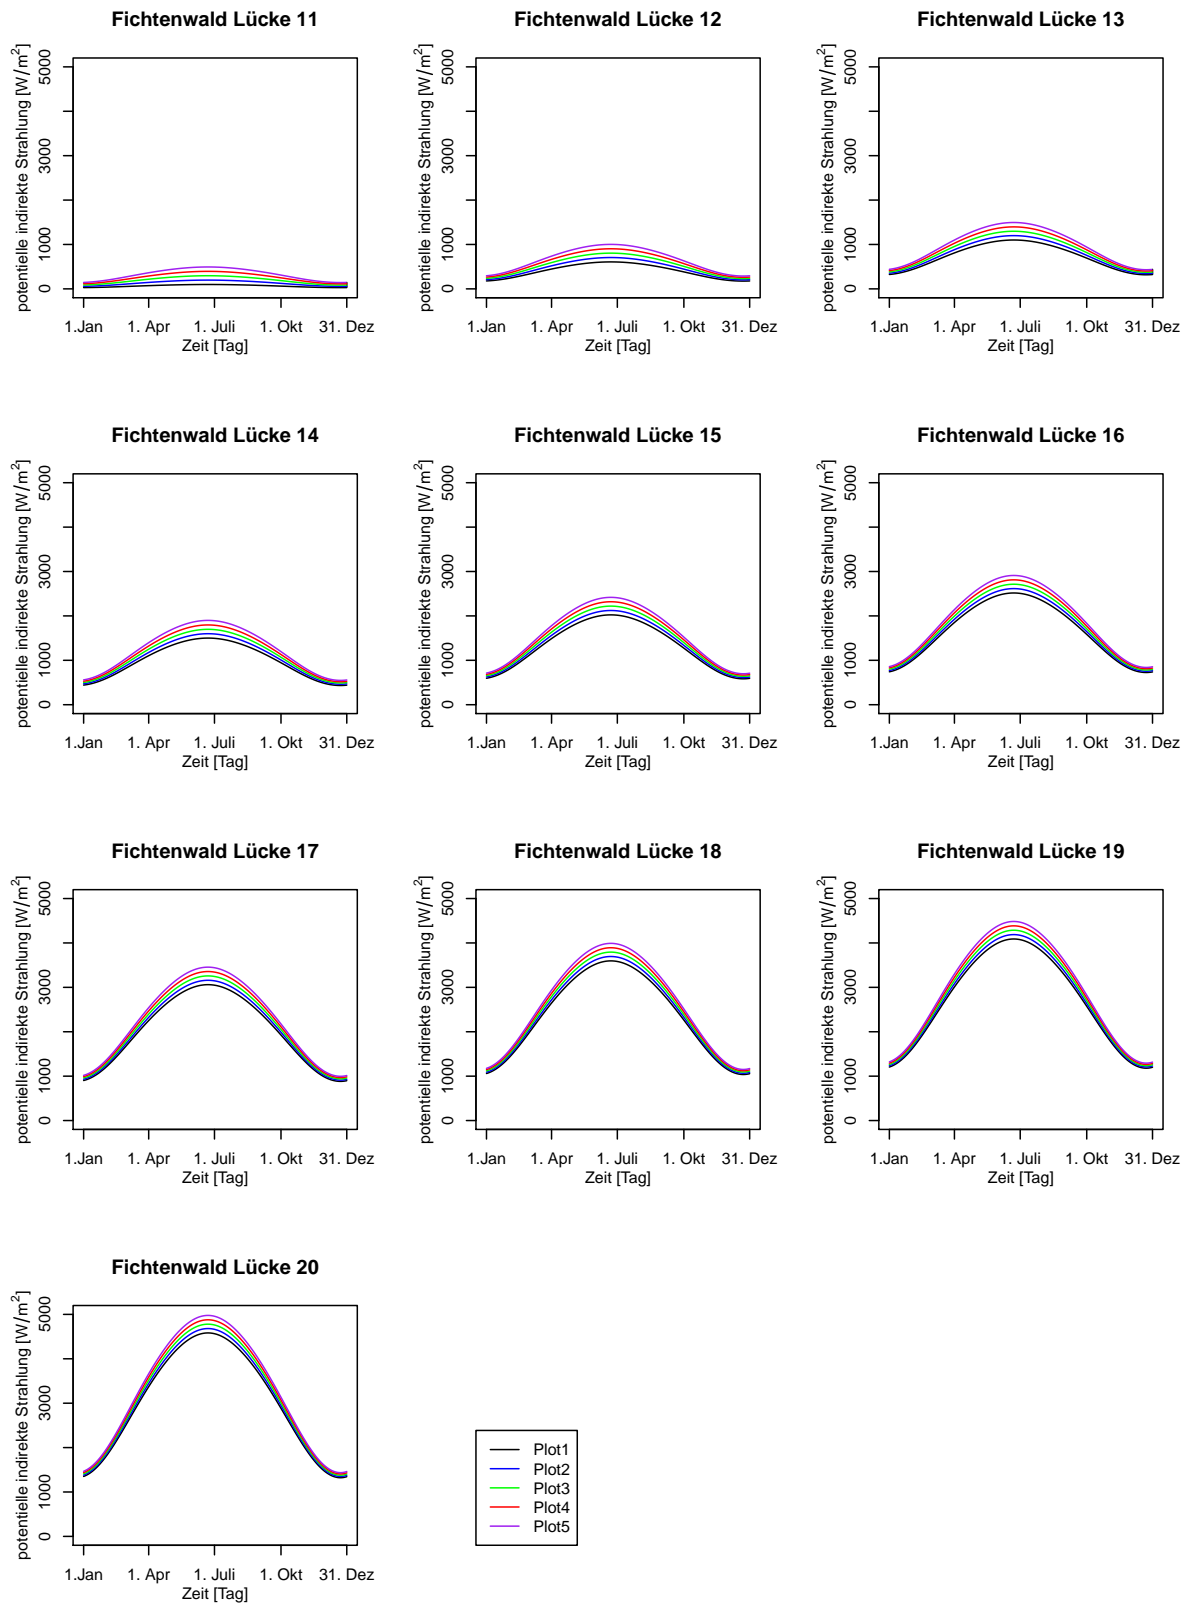 Fichtenwald Lücke 11
potentielle indirekte Strahlung [W/m²]
5000
3000
1000
0
1.Jan 1. Apr 1. Juli 1. Okt 31. Dez
Zeit [Tag]
Fichtenwald Lücke 12
potentielle indirekte Strahlung [W/m²]
5000
3000
1000
0
1.Jan 1. Apr 1. Juli 1. Okt 31. Dez
Zeit [Tag]
Fichtenwald Lücke 13
potentielle indirekte Strahlung [W/m²]
5000
3000
1000
0
1.Jan 1. Apr 1. Juli 1. Okt 31. Dez
Zeit [Tag]
Fichtenwald Lücke 14
potentielle indirekte Strahlung [W/m²]
5000
3000
1000
0
1.Jan 1. Apr 1. Juli 1. Okt 31. Dez
Zeit [Tag]
Fichtenwald Lücke 15
potentielle indirekte Strahlung [W/m²]
5000
3000
1000
0
1.Jan 1. Apr 1. Juli 1. Okt 31. Dez
Zeit [Tag]
Fichtenwald Lücke 16
potentielle indirekte Strahlung [W/m²]
5000
3000
1000
0
1.Jan 1. Apr 1. Juli 1. Okt 31. Dez
Zeit [Tag]
Fichtenwald Lücke 17
potentielle indirekte Strahlung [W/m²]
5000
3000
1000
0
1.Jan 1. Apr 1. Juli 1. Okt 31. Dez
Zeit [Tag]
Fichtenwald Lücke 18
potentielle indirekte Strahlung [W/m²]
5000
3000
1000
0
1.Jan 1. Apr 1. Juli 1. Okt 31. Dez
Zeit [Tag]
Fichtenwald Lücke 19
potentielle indirekte Strahlung [W/m²]
5000
3000
1000
0
1.Jan 1. Apr 1. Juli 1. Okt 31. Dez
Zeit [Tag]
Fichtenwald Lücke 20
potentielle indirekte Strahlung [W/m²]
5000
3000
1000
0
1.Jan 1. Apr 1. Juli 1. Okt 31. Dez
Zeit [Tag]
Plot1
Plot2
Plot3
Plot4
Plot5